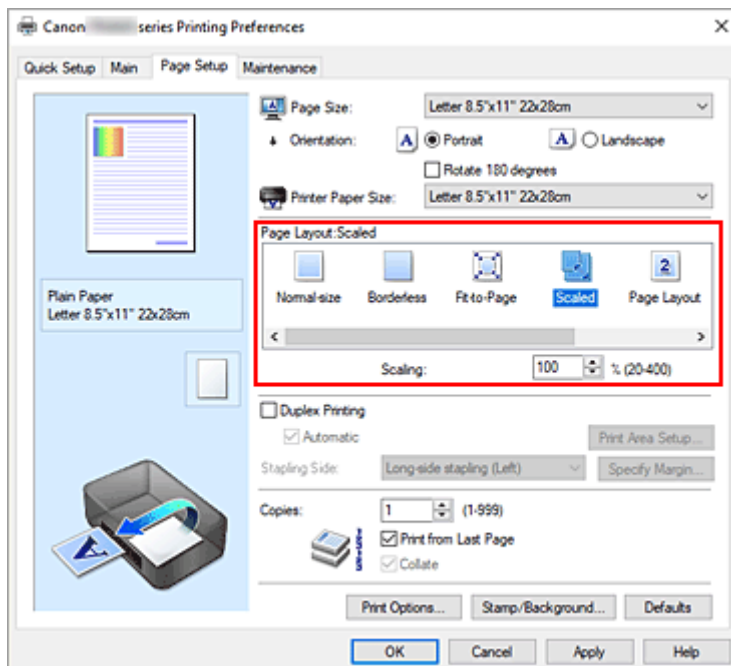 Canon series Printing Preferences
Quick Setup Main Page Setup Maintenance
Page Size: Letter 8.5"x11" 22x28cm
Orientation: A Portrait A Landscape
Rotate 180 degrees
Printer Paper Size: Letter 8.5"x11" 22x28cm
Page Layout:Scaled
2
Normal-size Borderless Fit-to-Page Scaled Page Layout
Plain Paper
Letter 8.5"x11" 22x28cm
Scaling: 100 % (20-400)
Duplex Printing
Automatic Print Area Setup...
Stapling Side: Long-side stapling (Left) Specify Margin...
Copies: 1 (1-999)
Print from Last Page
Collate
A
Print Options... Stamp/Background... Defaults
OK Cancel Apply Help